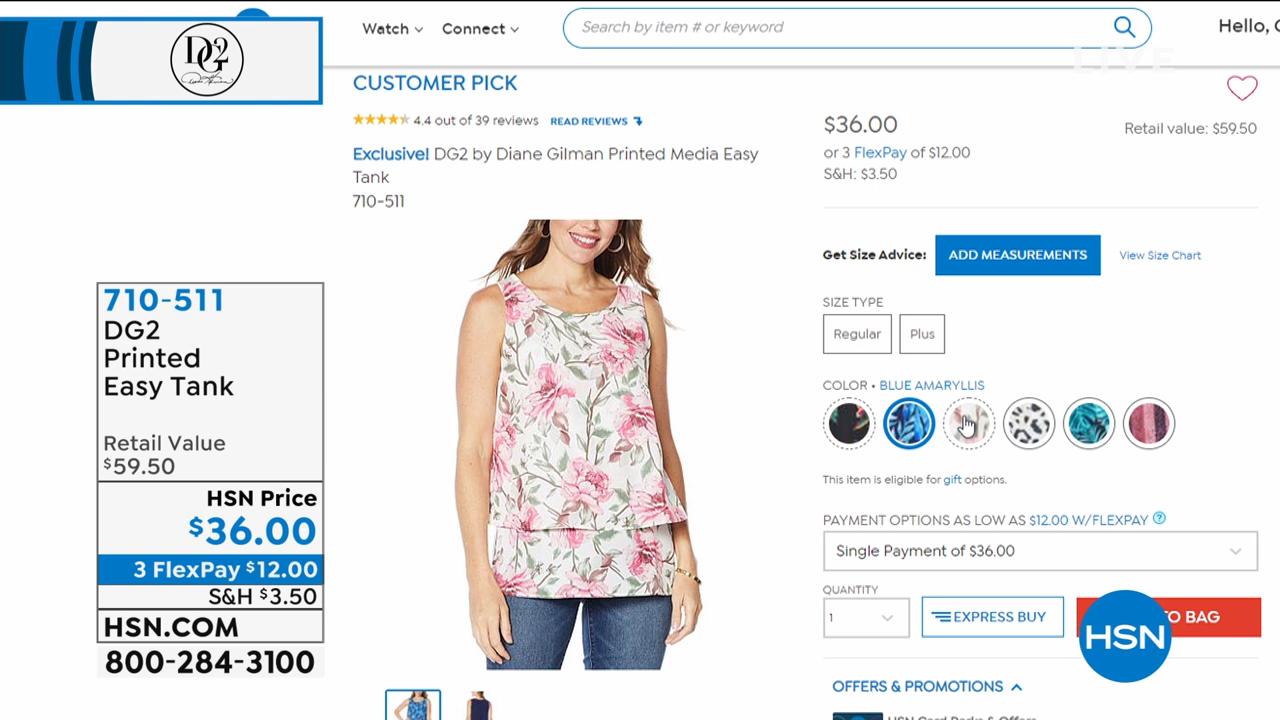 DG2
Watch
Connect
Search by item # or keyword
Hello,
LIVE
CUSTOMER PICK
4.4 out of 39 reviews READ REVIEWS
Exclusive! DG2 by Diane Gilman Printed Media Easy
Tank
710-511
$36.00
Retail value: $59.50
or 3 FlexPay of $12.00
S&H: $3.50
Get Size Advice: ADD MEASUREMENTS View Size Chart
SIZE TYPE
Regular Plus
COLOR • BLUE AMARYLLIS
This item is eligible for gift options.
PAYMENT OPTIONS AS LOW AS $12.00 W/FLEXPAY ?
Single Payment of $36.00
QUANTITY
1
EXPRESS BUY
TO BAG
HSN
OFFERS & PROMOTIONS
710-511
DG2
Printed
Easy Tank
Retail Value
$59.50
HSN Price
$36.00
3 FlexPay $12.00
S&H $3.50
HSN.COM
800-284-3100